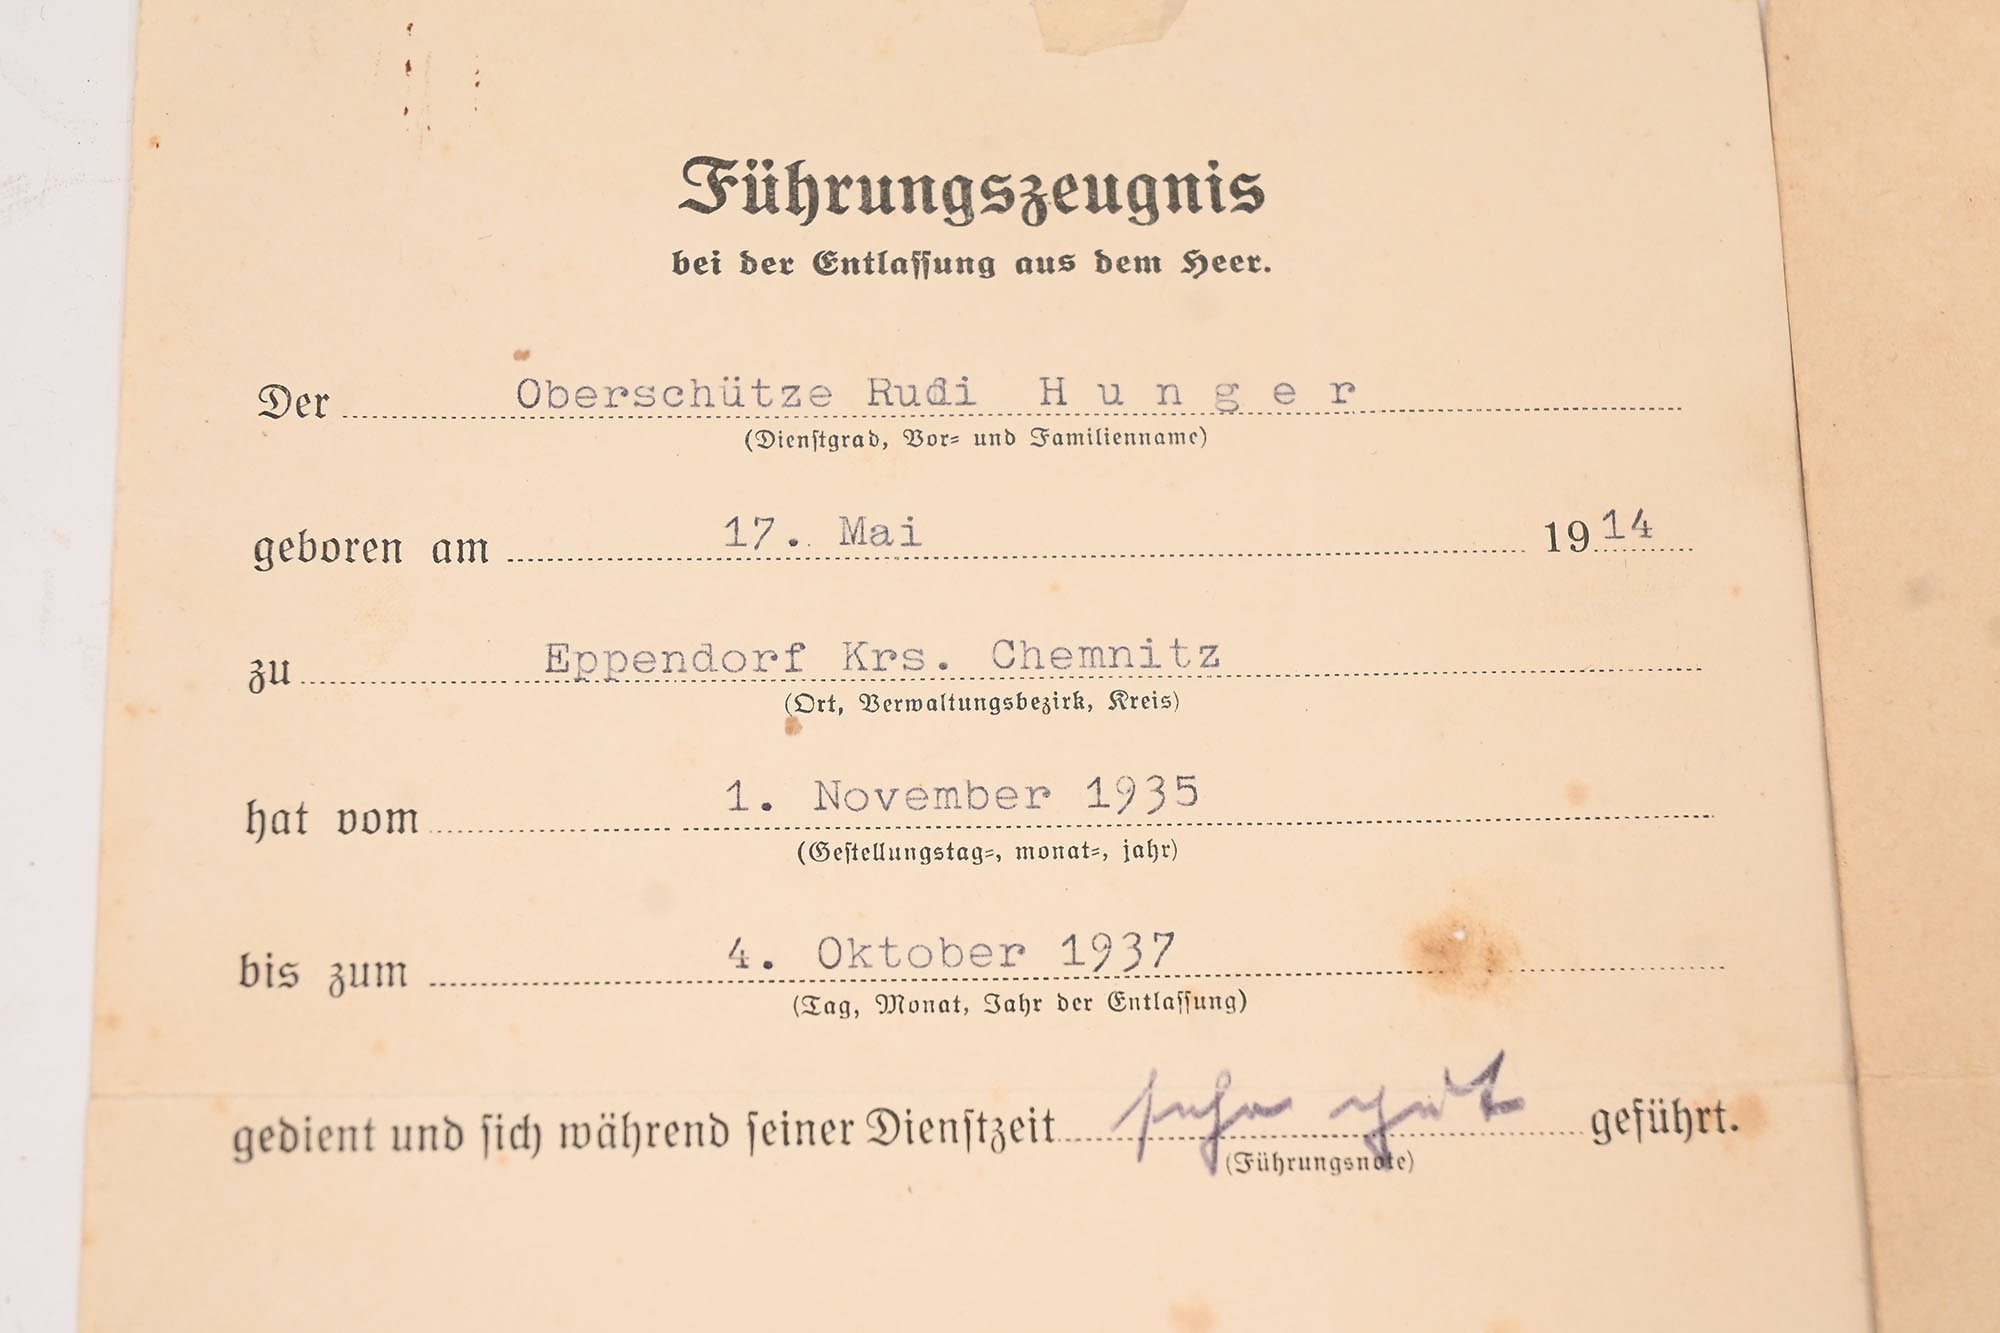 Führungszeugnis
bei der Entlassung aus dem Heer.
Der Oberschütze Rudi H u n g e r
(Dienstgrad, Vor- und Familienname)
geboren am 17. Mai 1914
zu Eppendorf Krs. Chemnitz
(Ort, Verwaltungsbezirk, Kreis)
hat vom 1. November 1935
(Gestellungstag-, monat-, jahr)
bis zum 4. Oktober 1937
(Tag, Monat, Jahr der Entlassung)
gedient und sich während seiner Dienstzeit sehr gut geführt.
(Führungsnote)